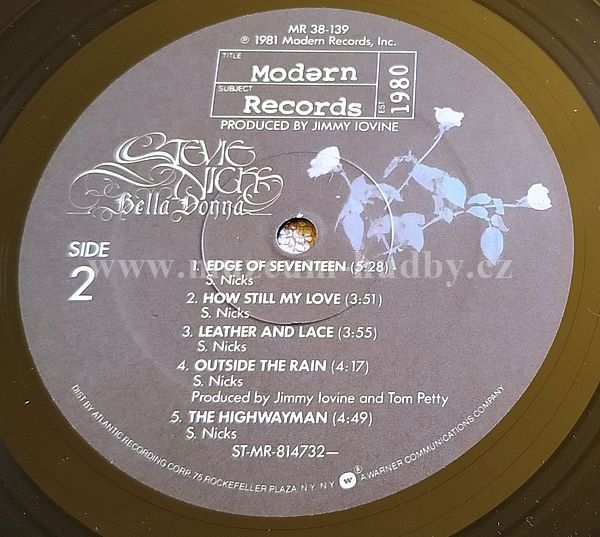 MR 38-139
℗ 1981 Modern Records, Inc.
TITLE
Modərn
SUBJECT
Records
EST 1980
PRODUCED BY JIMMY IOVINE
STEVIE
NICKS
Bella Donna
SIDE
2
1. EDGE OF SEVENTEEN (5:28)
S. Nicks
2. HOW STILL MY LOVE (3:51)
S. Nicks
3. LEATHER AND LACE (3:55)
S. Nicks
4. OUTSIDE THE RAIN (4:17)
S. Nicks
Produced by Jimmy Iovine and Tom Petty
5. THE HIGHWAYMAN (4:49)
S. Nicks
ST-MR-814732—
DIST BY ATLANTIC RECORDING CORP. 75 ROCKEFELLER PLAZA N.Y. N.Y. ® A WARNER COMMUNICATIONS COMPANY